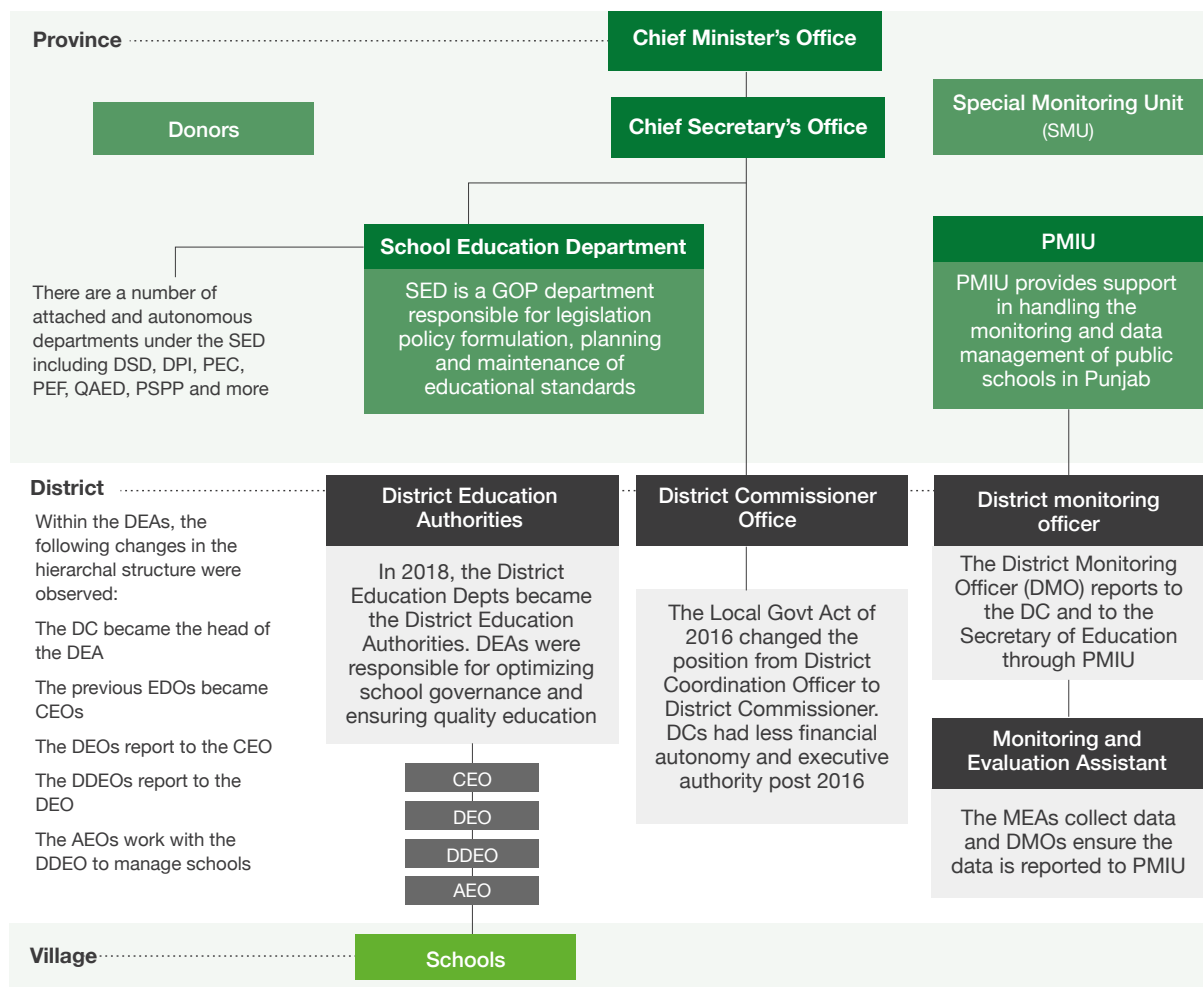 Province
Chief Minister's Office
Donors
Chief Secretary's Office
Special Monitoring Unit
(SMU)
There are a number of
attached and autonomous
departments under the SED
including DSD, DPI, PEC,
PEF, QAED, PSPP and more
School Education Department
SED is a GOP department
responsible for legislation
policy formulation, planning
and maintenance of
educational standards
PMIU
PMIU provides support
in handling the
monitoring and data
management of public
schools in Punjab
District
Within the DEAs, the
following changes in the
hierarchal structure were
observed:
The DC became the head of
the DEA
The previous EDOs became
CEOs
The DEOs report to the CEO
The DDEOs report to the
DEO
The AEOs work with the
DDEO to manage schools
District Education
Authorities
In 2018, the District
Education Depts became
the District Education
Authorities. DEAs were
responsible for optimizing
school governance and
ensuring quality education
CEO
DEO
DDEO
AEO
District Commissioner
Office
The Local Govt Act of
2016 changed the
position from District
Coordination Officer to
District Commissioner.
DCs had less financial
autonomy and executive
authority post 2016
District monitoring
officer
The District Monitoring
Officer (DMO) reports to
the DC and to the
Secretary of Education
through PMIU
Monitoring and
Evaluation Assistant
The MEAs collect data
and DMOs ensure the
data is reported to PMIU
Village
Schools